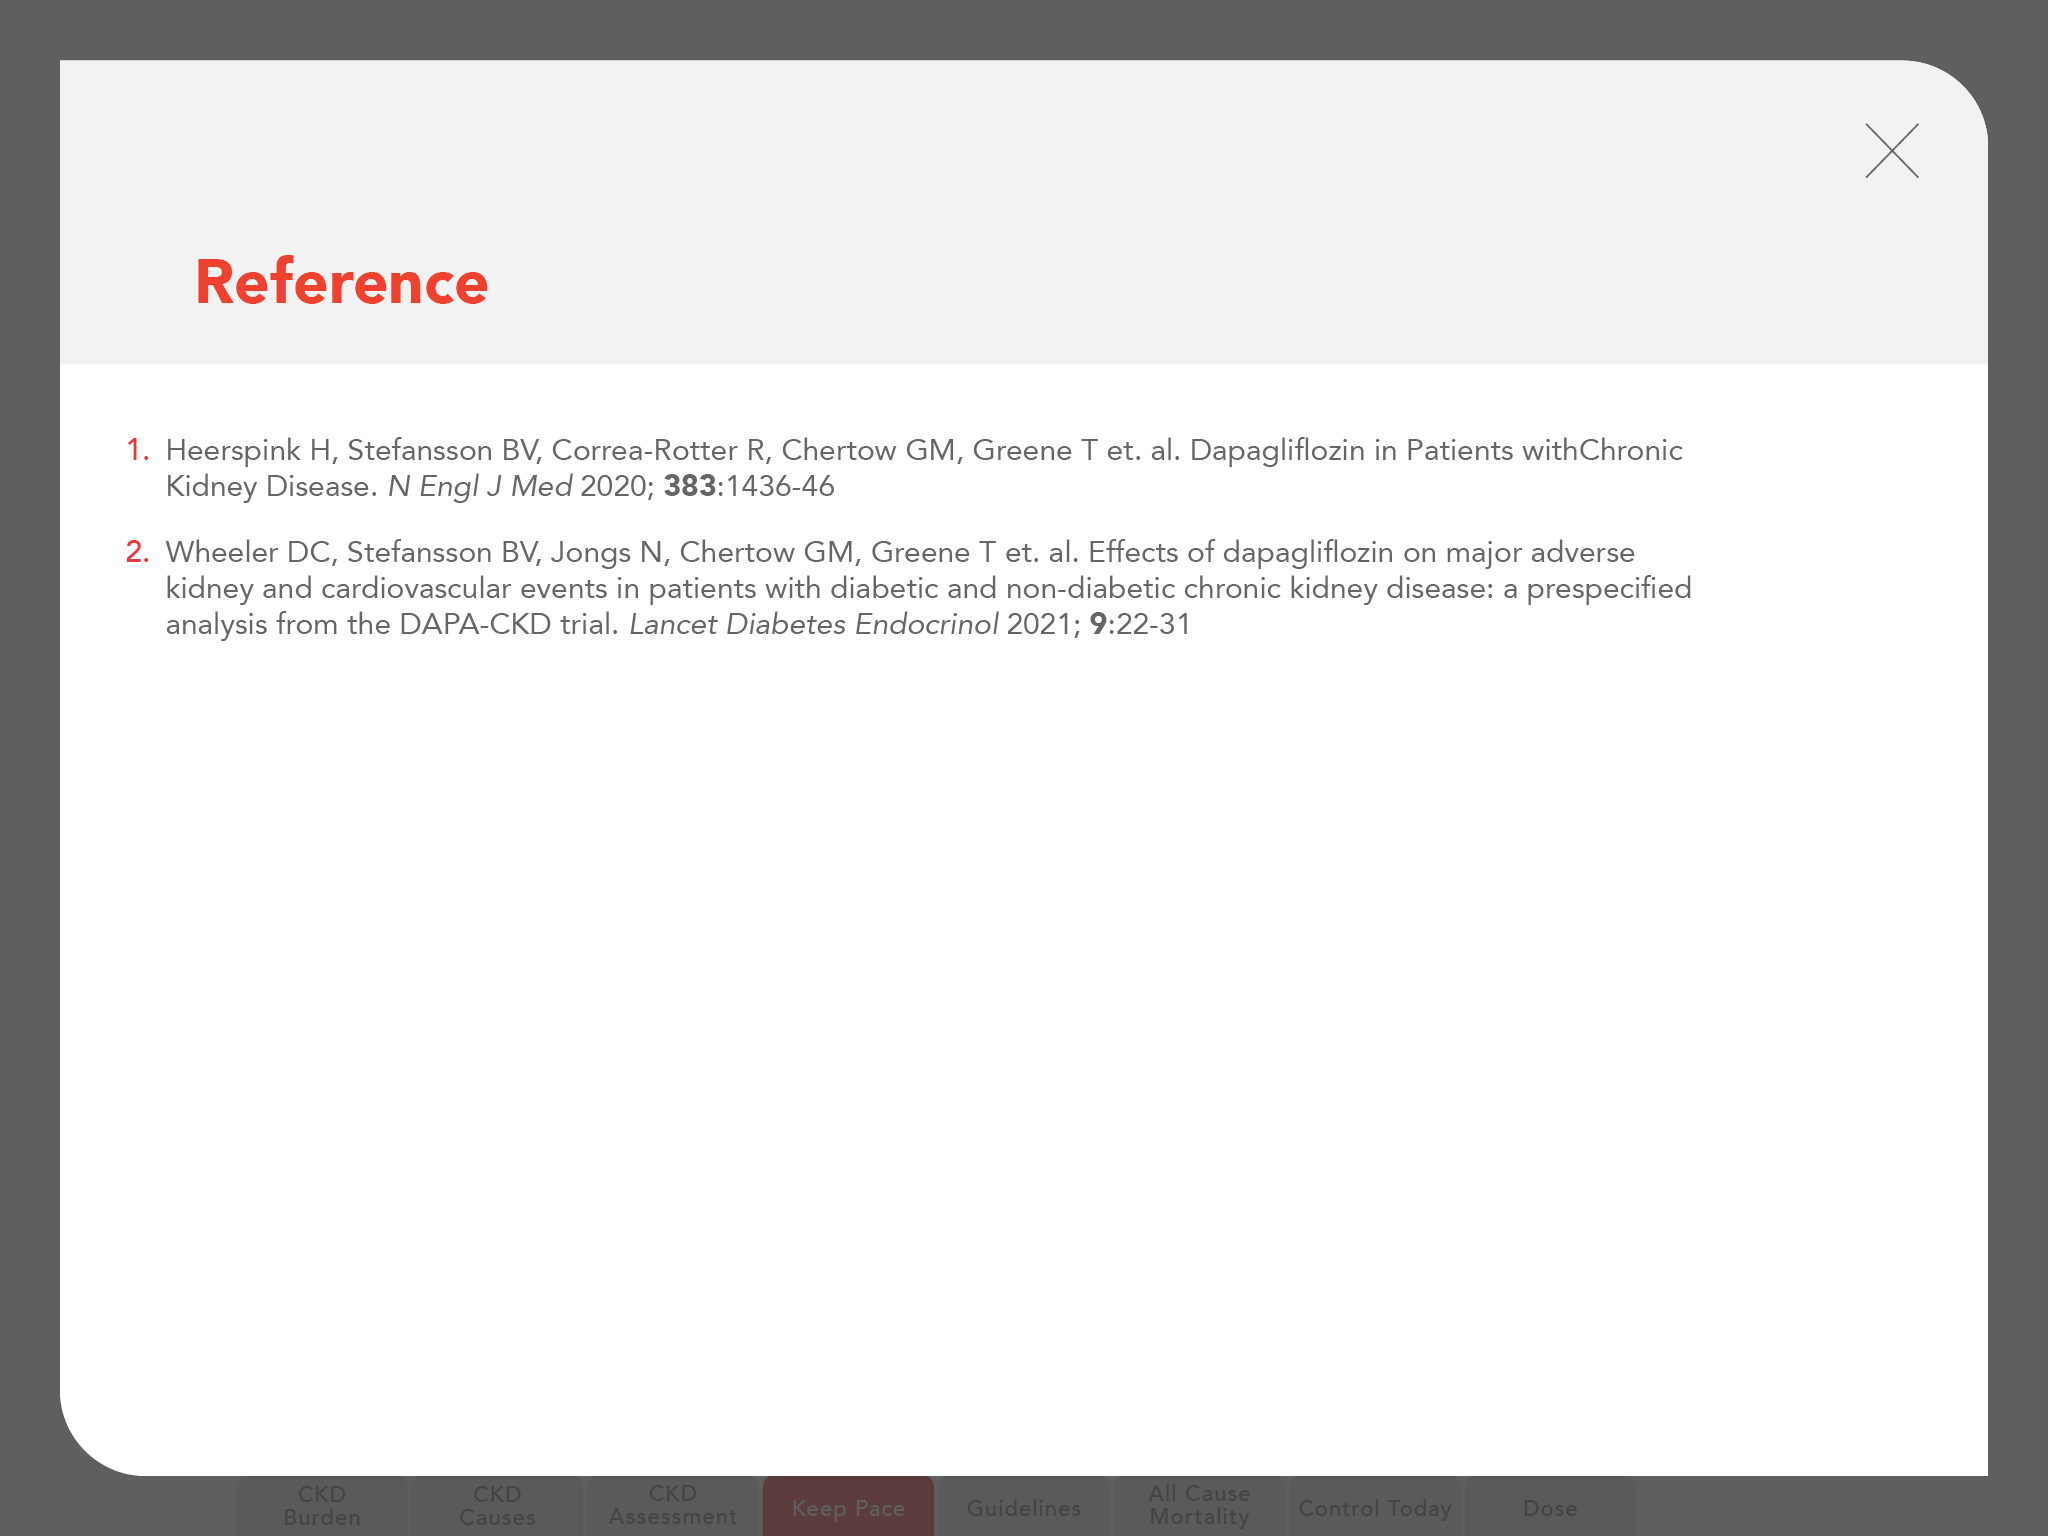 Reference
1. Heerspink H, Stefansson BV, Correa-Rotter R, Chertow GM, Greene T et. al. Dapagliflozin in Patients withChronic
Kidney Disease. N Engl J Med 2020; 383:1436-46
2. Wheeler DC, Stefansson BV, Jongs N, Chertow GM, Greene T et. al. Effects of dapagliflozin on major adverse
kidney and cardiovascular events in patients with diabetic and non-diabetic chronic kidney disease: a prespecified
analysis from the DAPA-CKD trial. Lancet Diabetes Endocrinol 2021; 9:22-31
CKD
Burden
CKD
Causes
CKD
Assessment
Keep Pace
Guidelines
All Cause
Mortality
Control Today
Dose